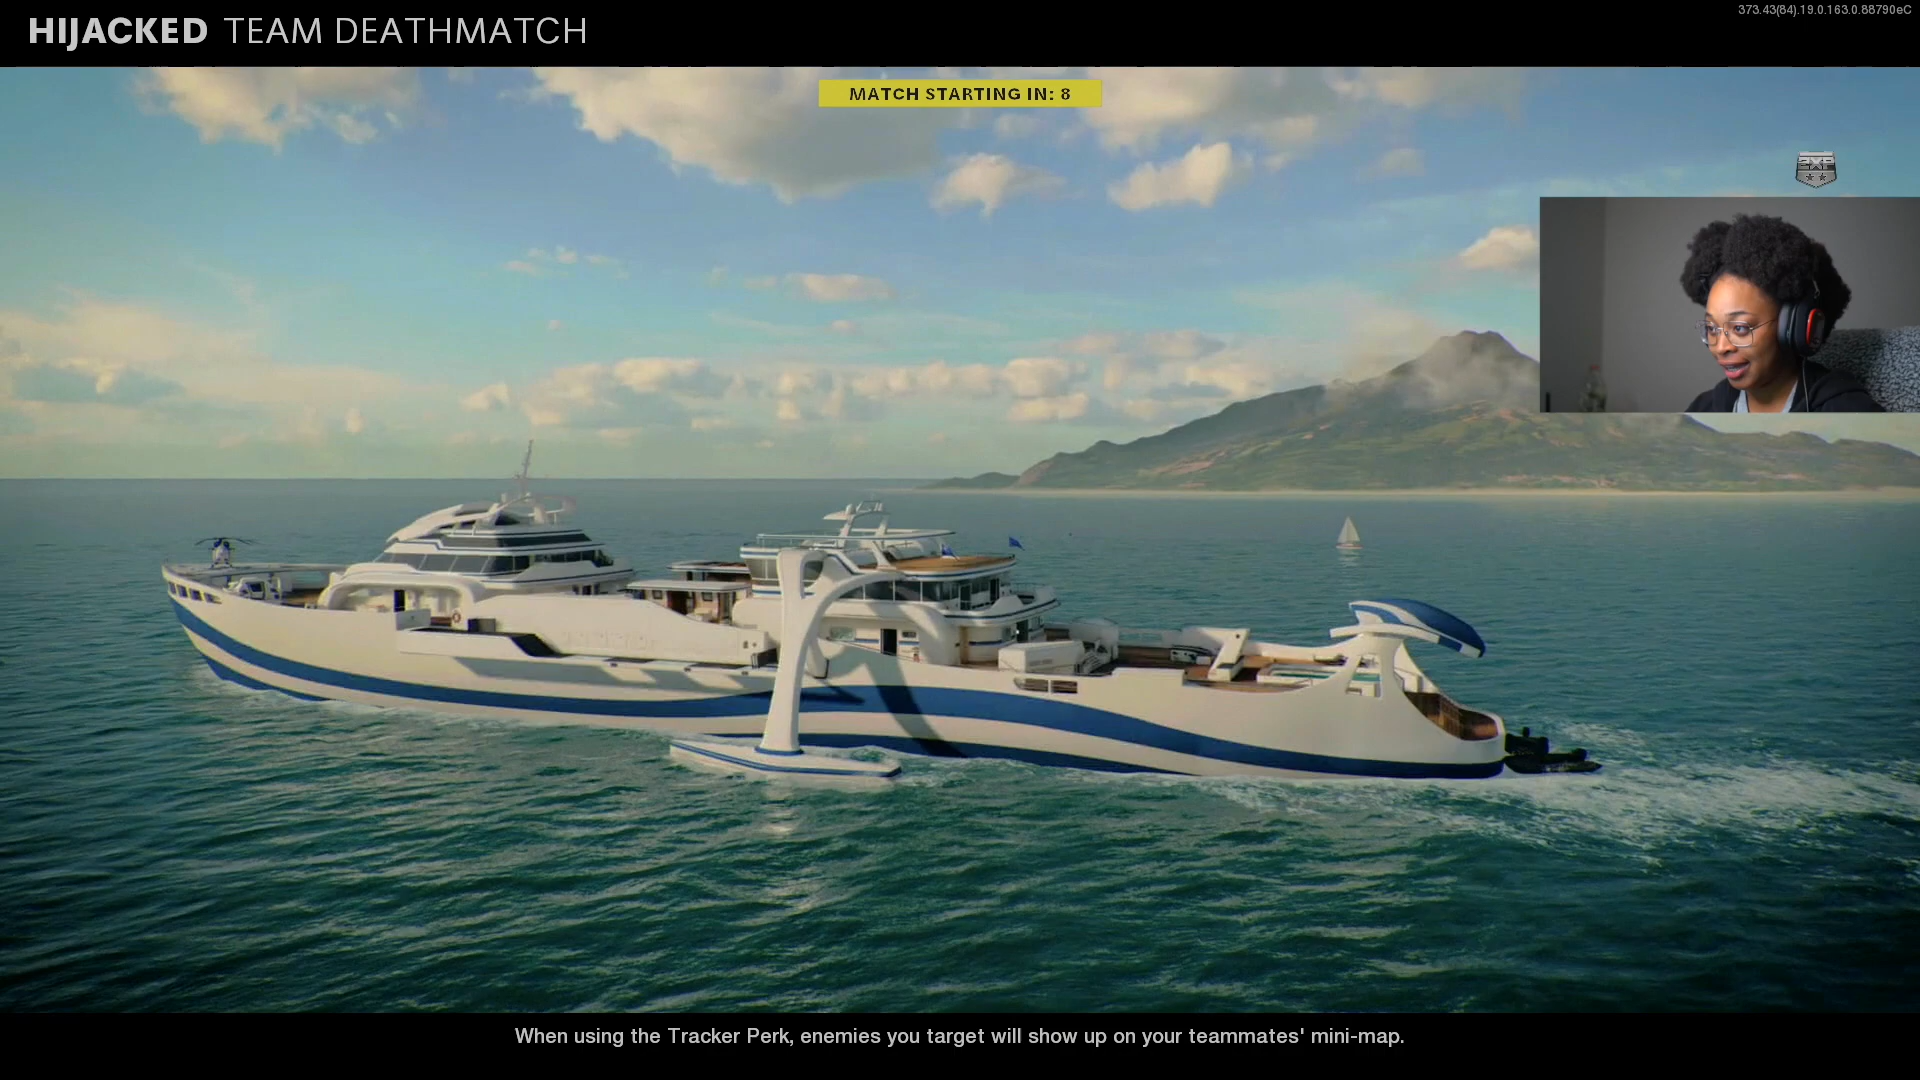 HIJACKED TEAM DEATHMATCH
373.43(84).19.0.163.0.88790eC
MATCH STARTING IN: 8
2XP
When using the Tracker Perk, enemies you target will show up on your teammates' mini-map.